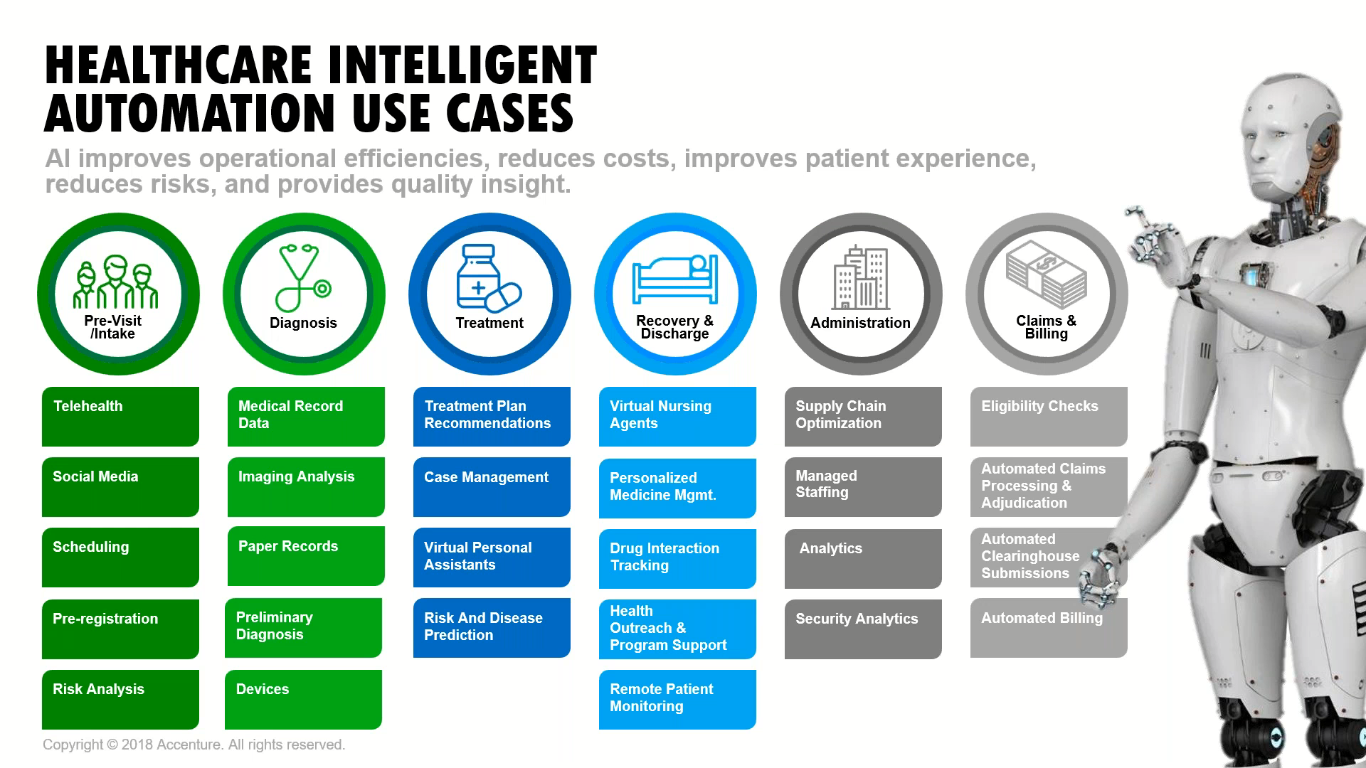 HEALTHCARE INTELLIGENT
AUTOMATION USE CASES
AI improves operational efficiencies, reduces costs, improves patient experience,
reduces risks, and provides quality insight.
Pre-Visit
/Intake
Diagnosis
Treatment
Recovery &
Discharge
Administration
Claims &
Billing
Telehealth
Social Media
Scheduling
Pre-registration
Risk Analysis
Medical Record
Data
Imaging Analysis
Paper Records
Preliminary
Diagnosis
Devices
Treatment Plan
Recommendations
Case Management
Virtual Personal
Assistants
Risk And Disease
Prediction
Virtual Nursing
Agents
Personalized
Medicine Mgmt.
Drug Interaction
Tracking
Health
Outreach &
Program Support
Remote Patient
Monitoring
Supply Chain
Optimization
Managed
Staffing
Analytics
Security Analytics
Eligibility Checks
Automated Claims
Processing &
Adjudication
Automated
Clearinghouse
Submissions
Automated Billing
Copyright © 2018 Accenture. All rights reserved.